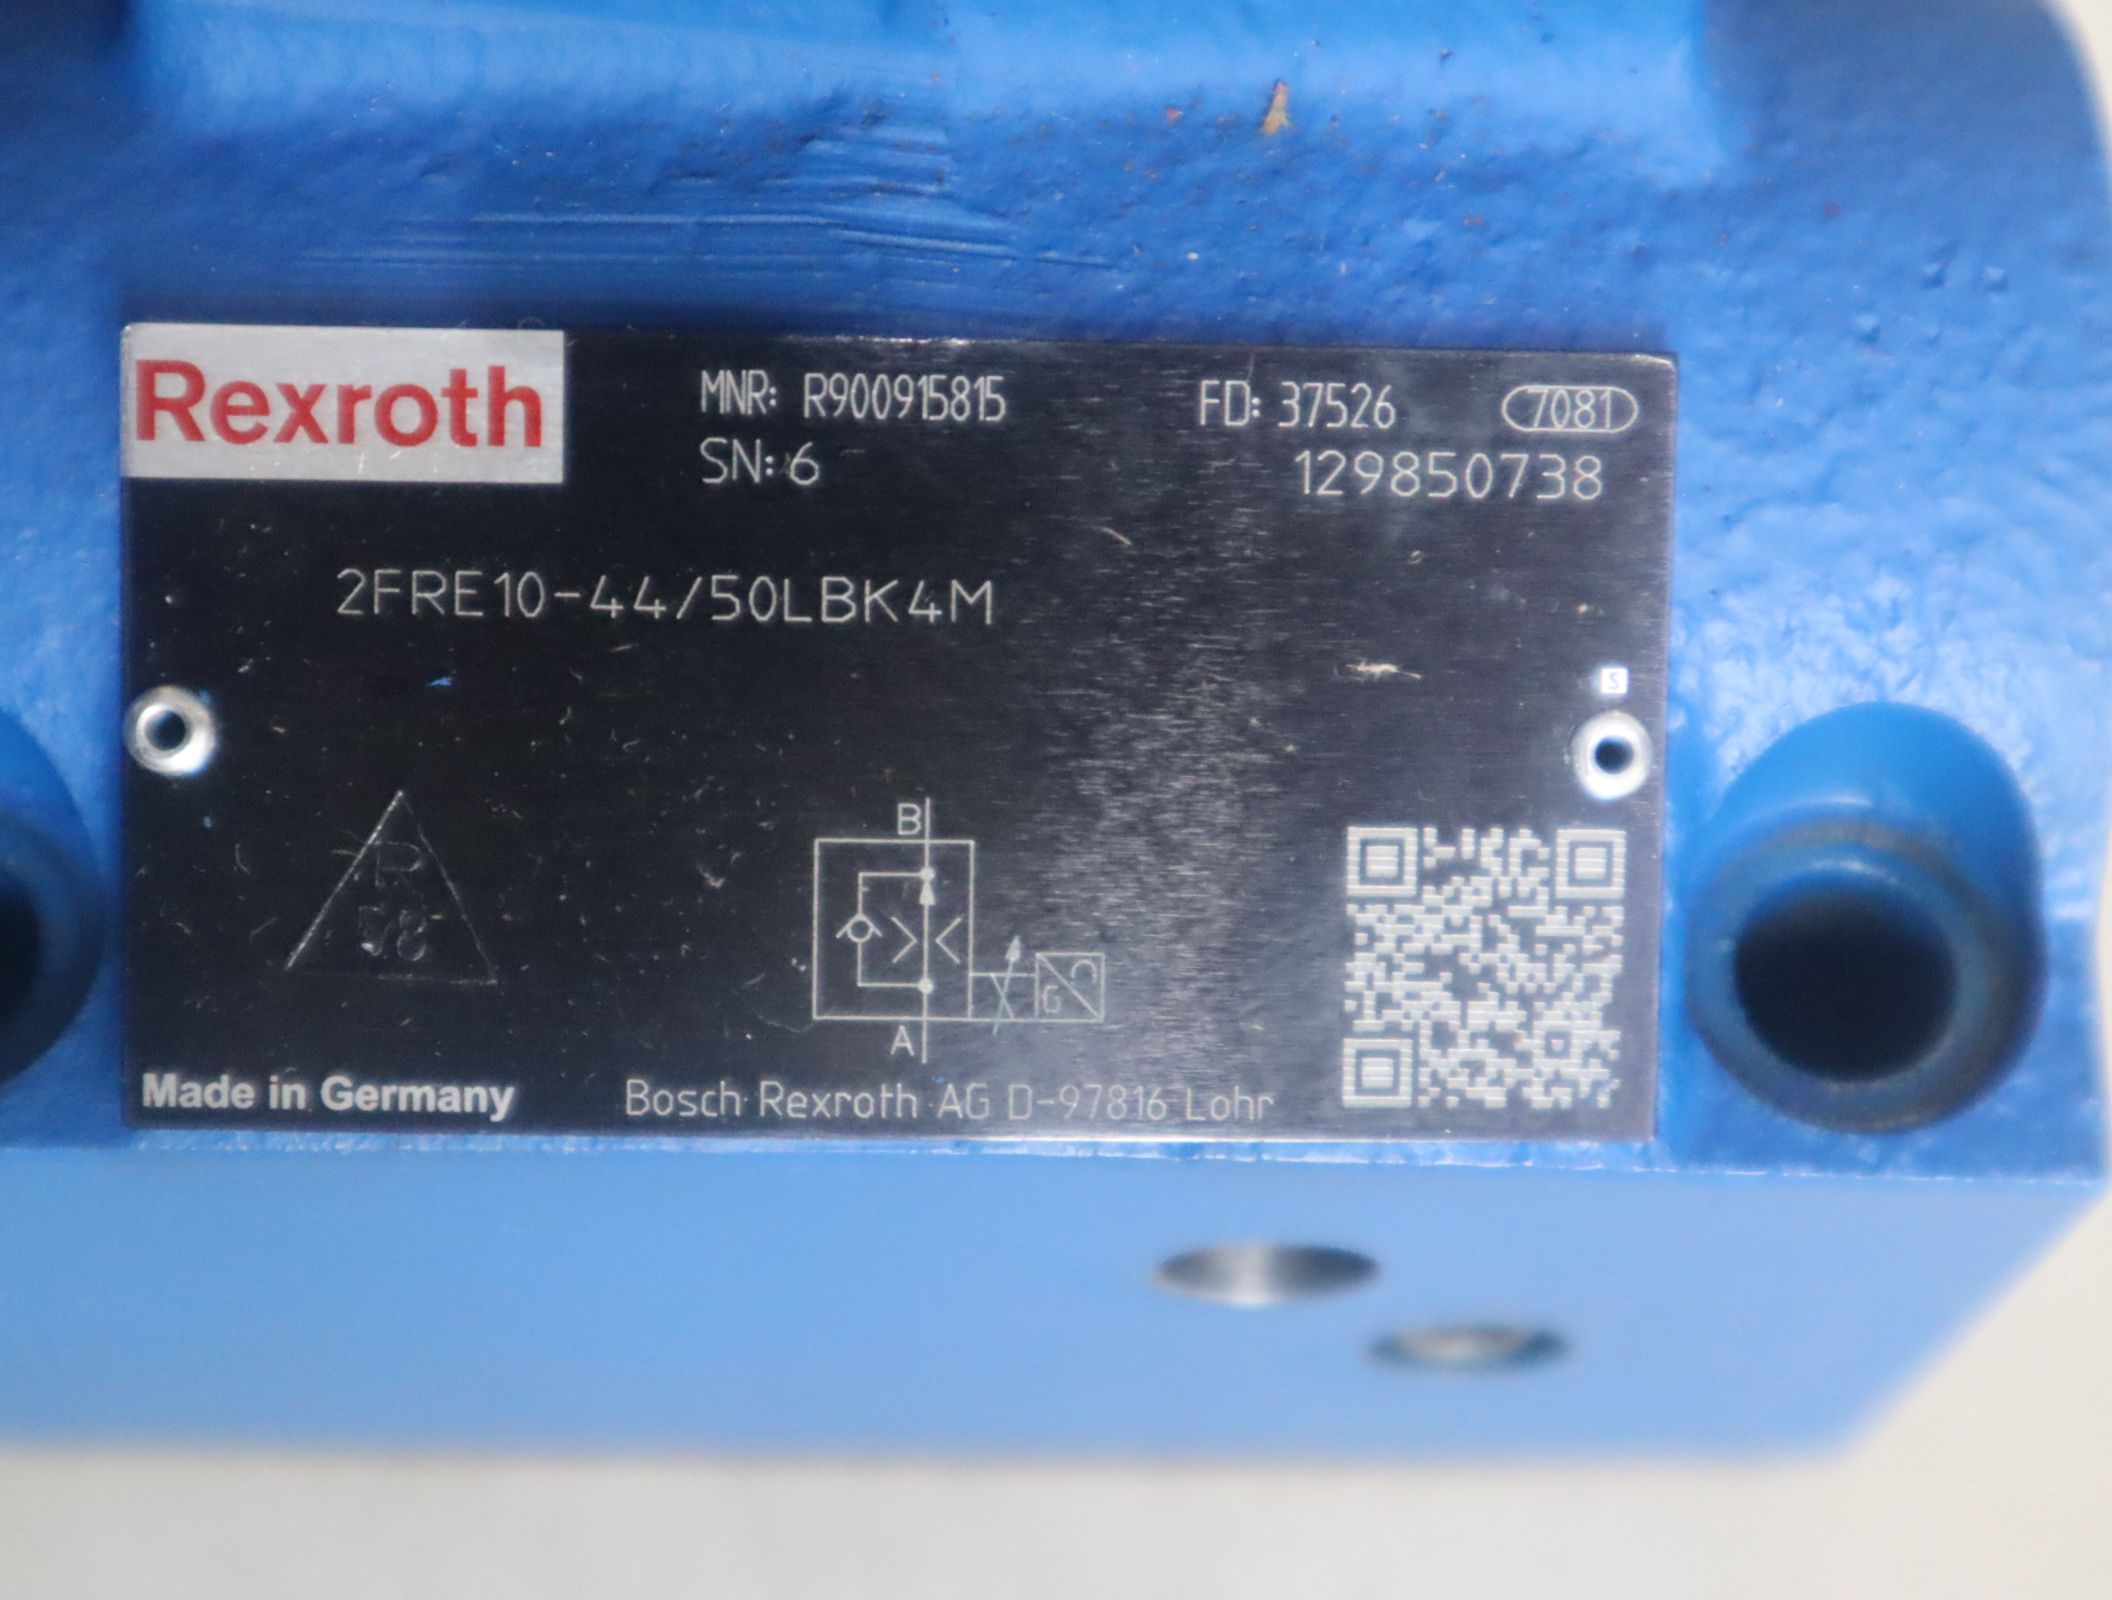 Rexroth
MNR: R900915815 FD: 37526 7081
SN: 6 129850738
2FRE10-44/50LBK4M
S
R
58
B
G
A
Made in Germany Bosch Rexroth AG D-97816 Lohr